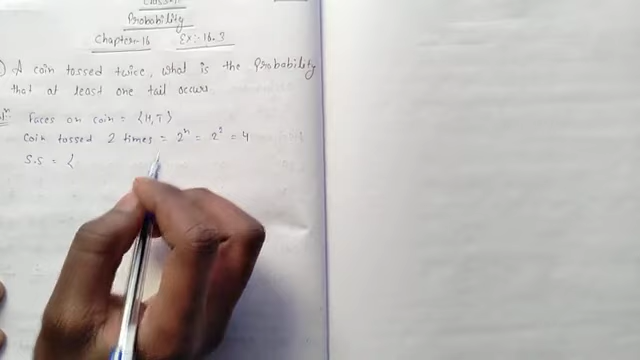 Probability
Chapter-16 Ex:- 16.3
A coin tossed twice, what is the Probability
that at least one tail occurs.
Faces on coin = {H,T}
Coin tossed 2 times = 2ⁿ = 2² = 4
S.S = {